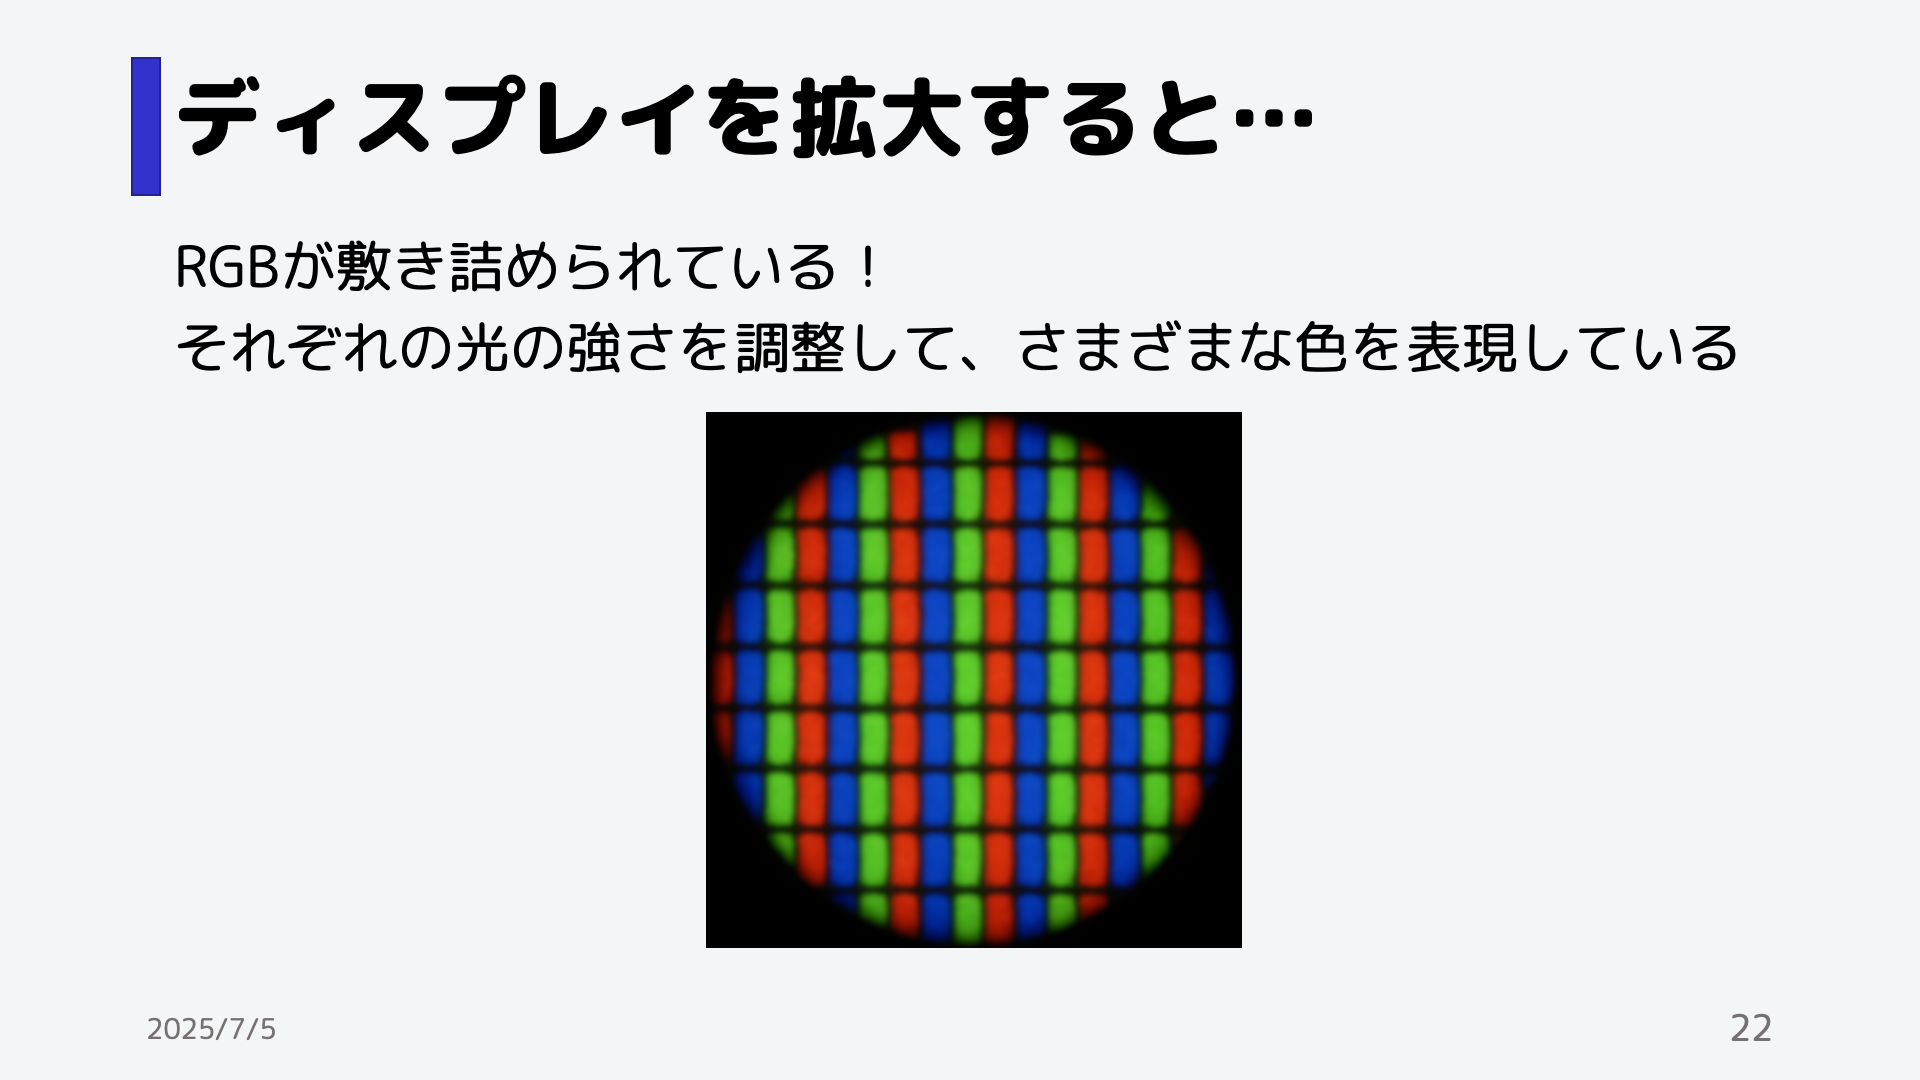 ディスプレイを拡大すると…
RGBが敷き詰められている！
それぞれの光の強さを調整して、さまざまな色を表現している
2025/7/5
22